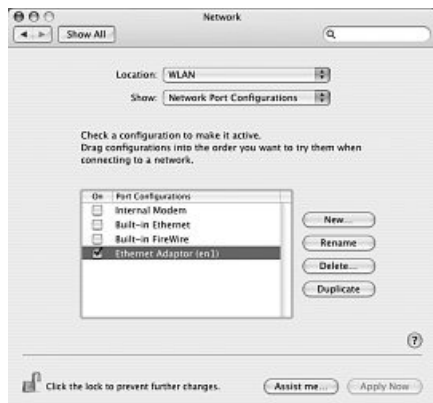 Network
Show All
Location: WLAN
Show: Network Port Configurations
Check a configuration to make it active.
Drag configurations into the order you want to try them when
connecting to a network.
On Port Configurations
Internal Modem
Built-in Ethernet
Built-in FireWire
Ethernet Adaptor (en1)
New...
Rename
Delete...
Duplicate
?
Click the lock to prevent further changes.
Assist me...
Apply Now